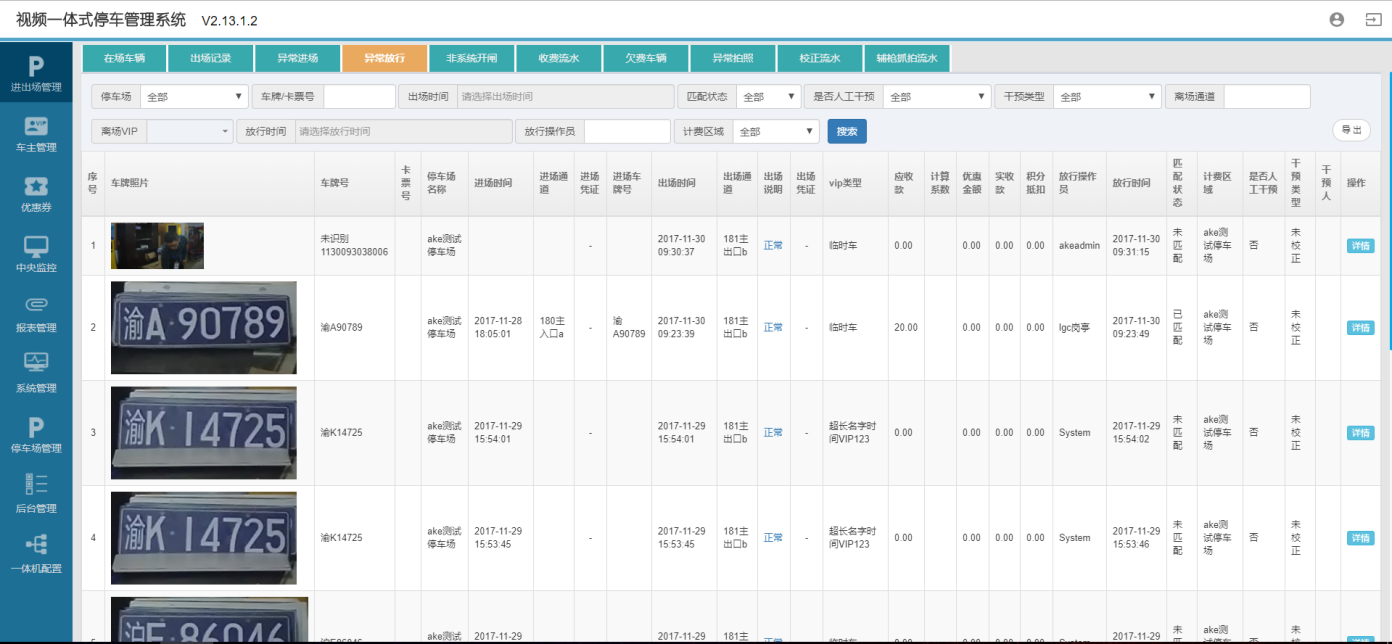 视频一体式停车管理系统 V2.13.1.2
P
进出场管理
车主管理
优惠券
中央监控
报表管理
系统管理
P
停车场管理
后台管理
一体机配置
在场车辆 出场记录 异常进场 异常放行 非系统开闸 收费流水 欠费车辆 异常拍照 校正流水 辅拍抓拍流水
停车场 全部 车牌/卡票号 出场时间 请选择出场时间 匹配状态 全部 是否人工干预 全部 干预类型 全部 离场通道
离场VIP 放行时间 请选择放行时间 放行操作员 计费区域 全部 搜索 导出
序号 车牌照片 车牌号 卡票号 停车场名称 进场时间 进场通道 进场凭证 进场车牌号 出场时间 出场通道 出场说明 出场凭证 vip类型 应收款 计算系数 优惠金额 实收款 积分抵扣 放行操作员 放行时间 匹配状态 计费区域 是否人工干预 干预类型 干预人 操作
1 未识别1130093038006 ake测试停车场 - 2017-11-30 09:30:37 181主出口b 正常 - 临时车 0.00 0.00 0.00 0.00 akeadmin 2017-11-30 09:31:15 未匹配 ake测试停车场 否 未校正 详情
2 渝A·90789 渝A90789 ake测试停车场 2017-11-28 18:05:01 180主入口a - 渝A90789 2017-11-30 09:23:39 181主出口b 正常 - 临时车 20.00 0.00 0.00 0.00 lgc岗亭 2017-11-30 09:23:49 已匹配 ake测试停车场 否 未校正 详情
3 渝K·14725 渝K14725 ake测试停车场 2017-11-29 15:54:01 - 2017-11-29 15:54:01 181主出口b 正常 - 超长名字时间VIP123 0.00 0.00 0.00 0.00 System 2017-11-29 15:54:02 未匹配 ake测试停车场 否 未校正 详情
4 渝K·14725 渝K14725 ake测试停车场 2017-11-29 15:53:45 - 2017-11-29 15:53:45 181主出口b 正常 - 超长名字时间VIP123 0.00 0.00 0.00 0.00 System 2017-11-29 15:53:46 未匹配 ake测试停车场 否 未校正 详情
ake测试 2017-11-29 2017-11-29 181主 2017-11-29 未 ake测 未